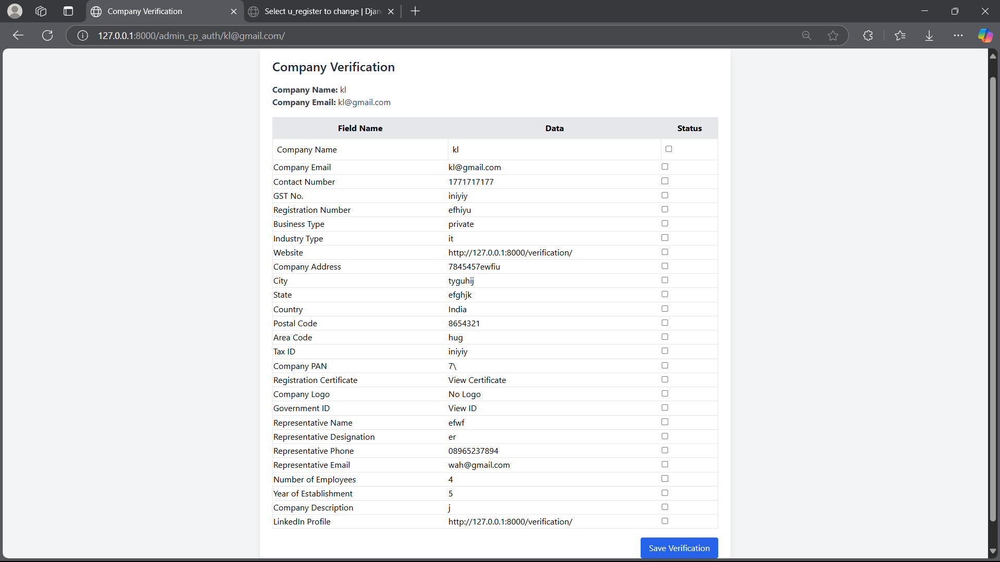 Company Verification
Select u_register to change | Djan
127.0.0.1:8000/admin_cp_auth/kl@gmail.com/
Company Verification
Company Name: kl
Company Email: kl@gmail.com
Field Name Data Status
Company Name kl
Company Email kl@gmail.com
Contact Number 1771717177
GST No. iniyiy
Registration Number efhiyu
Business Type private
Industry Type it
Website http://127.0.0.1:8000/verification/
Company Address 7845457ewfiu
City tyguhij
State efghjk
Country India
Postal Code 8654321
Area Code hug
Tax ID iniyiy
Company PAN 7\
Registration Certificate View Certificate
Company Logo No Logo
Government ID View ID
Representative Name efwf
Representative Designation er
Representative Phone 08965237894
Representative Email wah@gmail.com
Number of Employees 4
Year of Establishment 5
Company Description j
LinkedIn Profile http://127.0.0.1:8000/verification/
Save Verification